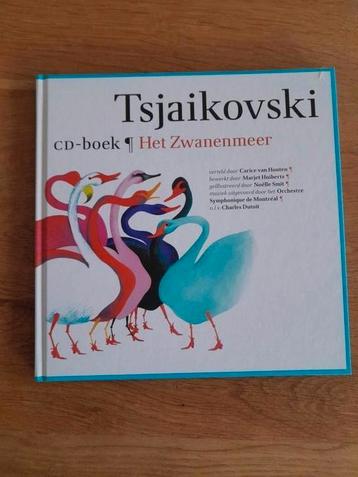 Tsjaikovski
CD-boek ¶ Het Zwanenmeer
verteld door Carice van Houten ¶
bewerkt door Marjet Huiberts ¶
geïllustreerd door Noëlle Smit ¶
muziek uitgevoerd door het Orchestre
Symphonique de Montréal ¶
o.l.v. Charles Dutoit